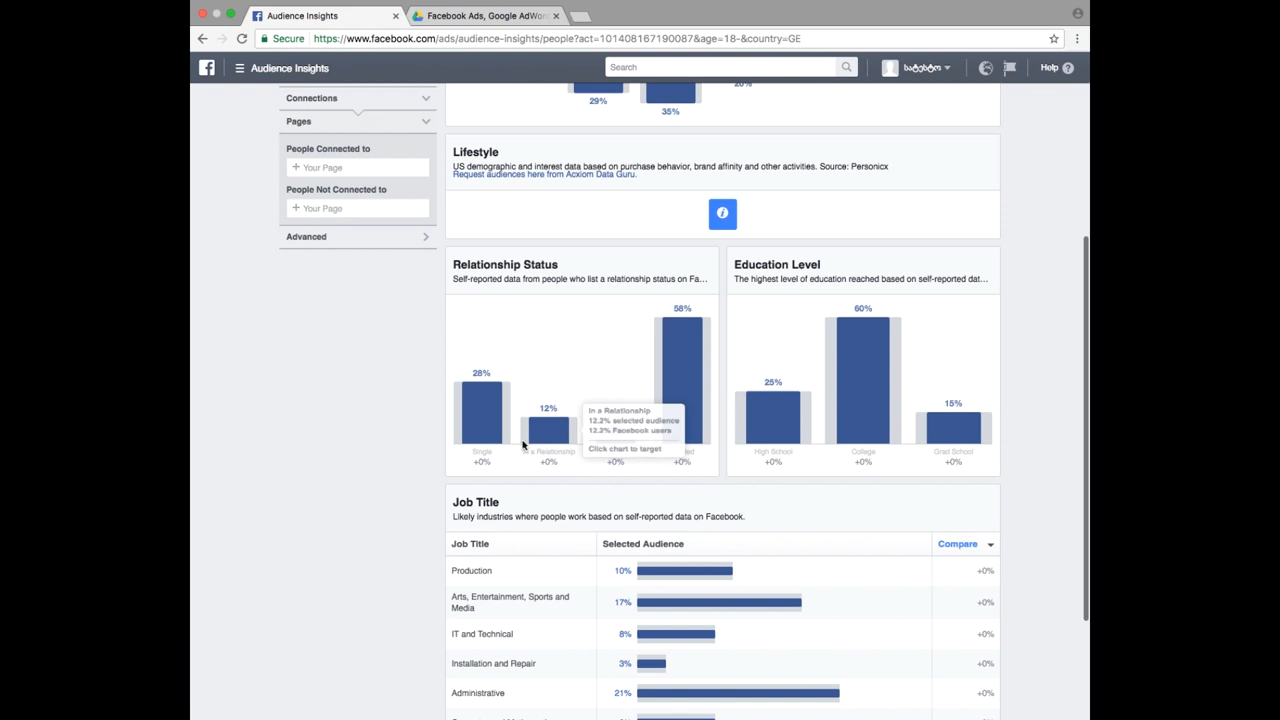 Audience Insights
Facebook Ads, Google AdWor
Secure https://www.facebook.com/ads/audience-insights/people?act=101408167190087&age=18-&country=GE
Audience Insights
Search
Help
Connections
Pages
People Connected to
+ Your Page
People Not Connected to
+ Your Page
Advanced
29%
35%
Lifestyle
US demographic and interest data based on purchase behavior, brand affinity and other activities. Source: Personicx
Request audiences here from Acxiom Data Guru.
Relationship Status
Self-reported data from people who list a relationship status on Fa...
28%
12%
58%
In a Relationship
12.2% selected audience
12.2% Facebook users
Click chart to target
Single
In a Relationship
+0%
+0%
+0%
+0%
Education Level
The highest level of education reached based on self-reported dat...
25%
60%
15%
High School
College
Grad School
+0%
+0%
+0%
Job Title
Likely industries where people work based on self-reported data on Facebook.
Job Title Selected Audience Compare
Production 10% +0%
Arts, Entertainment, Sports and
Media 17% +0%
IT and Technical 8% +0%
Installation and Repair 3% +0%
Administrative 21% +0%